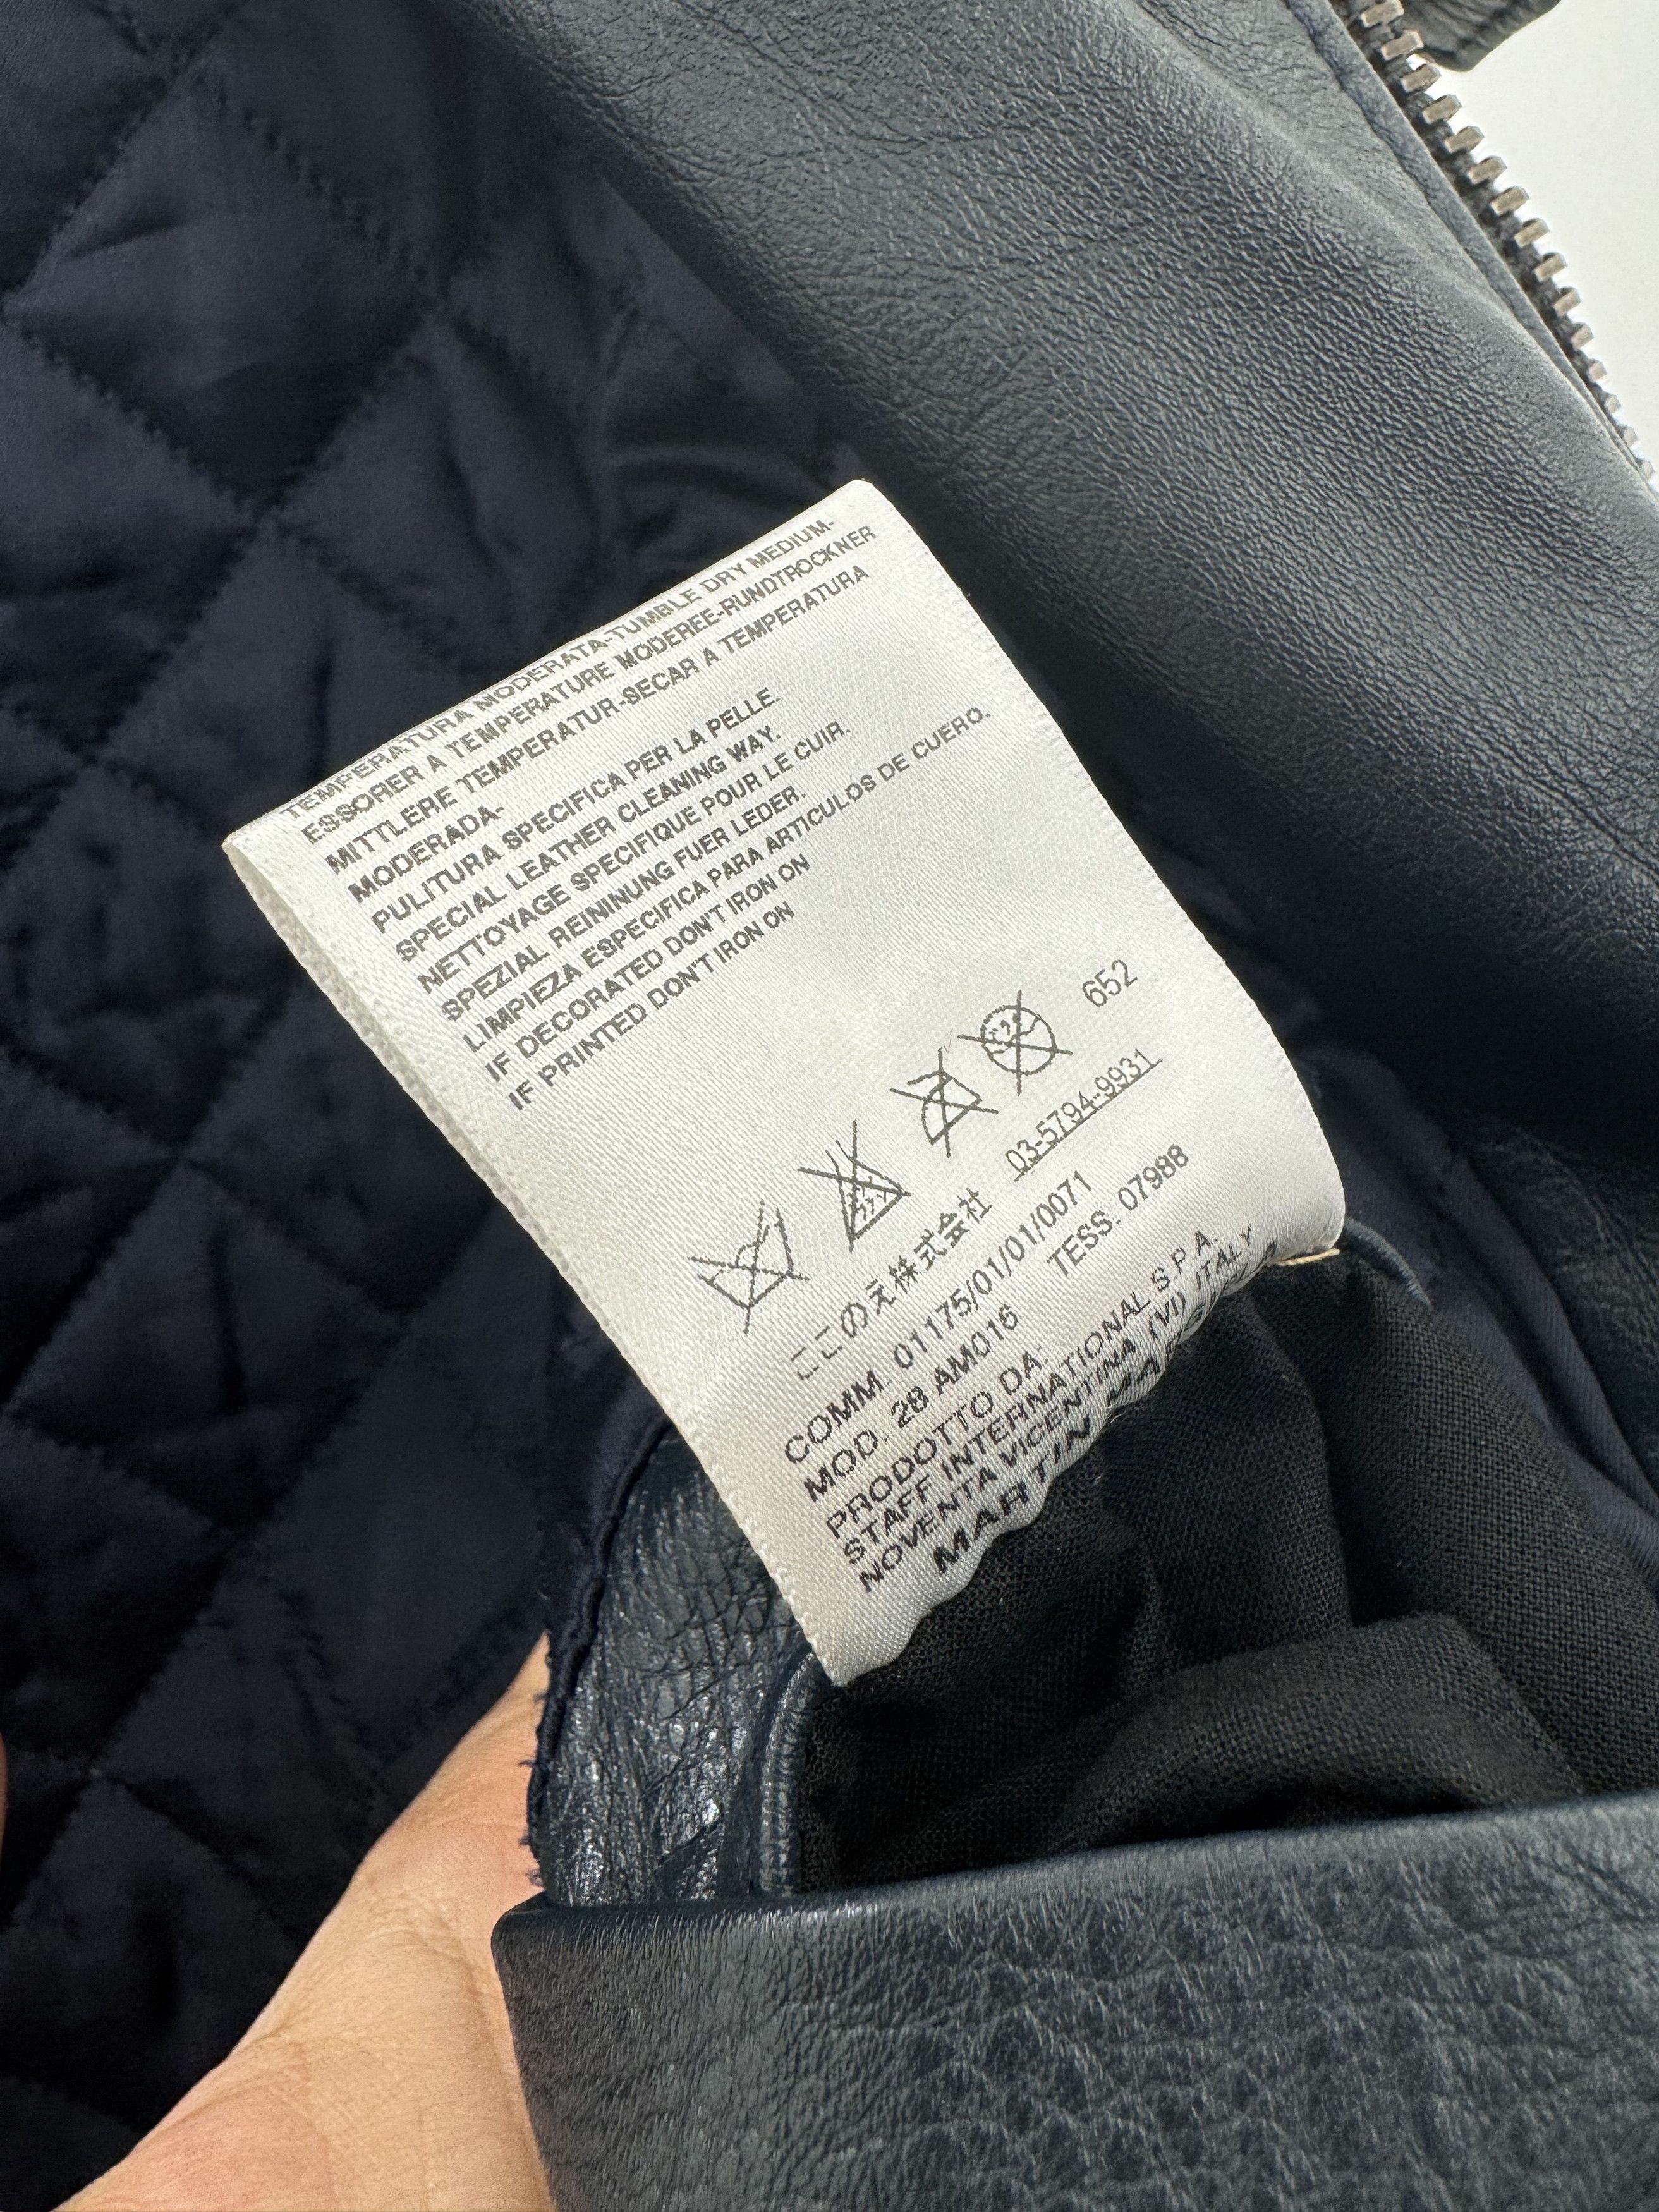 TEMPERATURA MODERATA-TUMBLE DRY MEDIUM-
ESSORER A TEMPERATURE MODEREE-RUNDTROCKNER
MITTLERE TEMPERATUR-SECAR A TEMPERATURA
MODERADA-
PULITURA SPECIFICA PER LA PELLE.
SPECIAL LEATHER CLEANING WAY.
NETTOYAGE SPECIFIQUE POUR LE CUIR.
SPEZIAL REININUNG FUER LEDER.
LIMPIEZA ESPECIFICA PARA ARTICULOS DE CUERO.
IF DECORATED DON'T IRON ON
IF PRINTED DON'T IRON ON
652
ここのえ株式会社 03-5794-9931
COMM. 01175/01/01/01/0071
MOD. 28 AM016 TESS. 07988
PRODOTTO DA:
STAFF INTERNATIONAL S.P.A.
NOVENTA VICENTINA (VI) ITALY
MARTIN